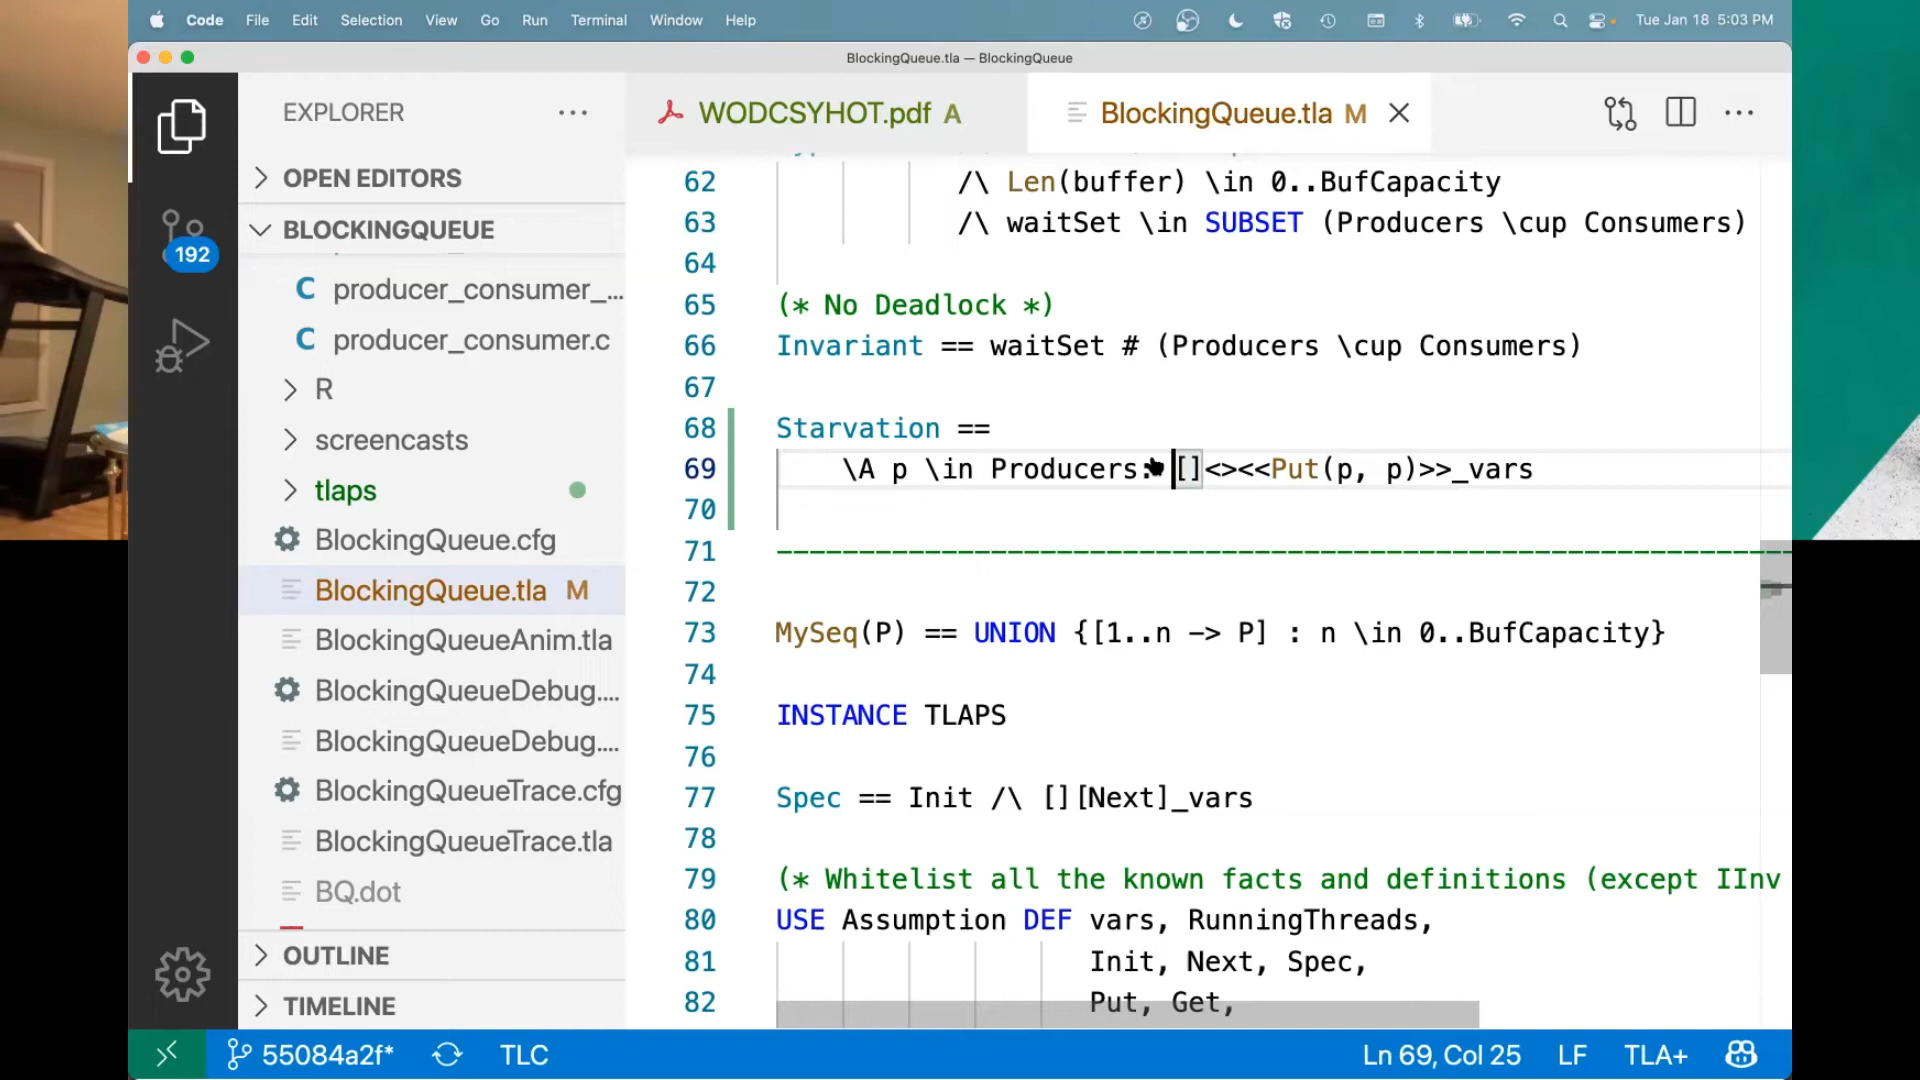 Code File Edit Selection View Go Run Terminal Window Help Tue Jan 18 5:03 PM
BlockingQueue.tla — BlockingQueue
EXPLORER
OPEN EDITORS
BLOCKINGQUEUE
192
producer_consumer_...
producer_consumer.c
R
screencasts
tlaps
BlockingQueue.cfg
BlockingQueue.tla M
BlockingQueueAnim.tla
BlockingQueueDebug....
BlockingQueueDebug....
BlockingQueueTrace.cfg
BlockingQueueTrace.tla
BQ.dot
OUTLINE
TIMELINE
WODCSYHOT.pdf A BlockingQueue.tla M
62 /\ Len(buffer) \in 0..BufCapacity
63 /\ waitSet \in SUBSET (Producers \cup Consumers)
64
65 (* No Deadlock *)
66 Invariant == waitSet # (Producers \cup Consumers)
67
68 Starvation ==
69 \A p \in Producers: []<><<Put(p, p)>>_vars
70
71 ----------------------------------------------------------------
72
73 MySeq(P) == UNION {[1..n -> P] : n \in 0..BufCapacity}
74
75 INSTANCE TLAPS
76
77 Spec == Init /\ [][Next]_vars
78
79 (* Whitelist all the known facts and definitions (except IInv
80 USE Assumption DEF vars, RunningThreads,
81 Init, Next, Spec,
82 Put, Get,
55084a2f* TLC Ln 69, Col 25 LF TLA+